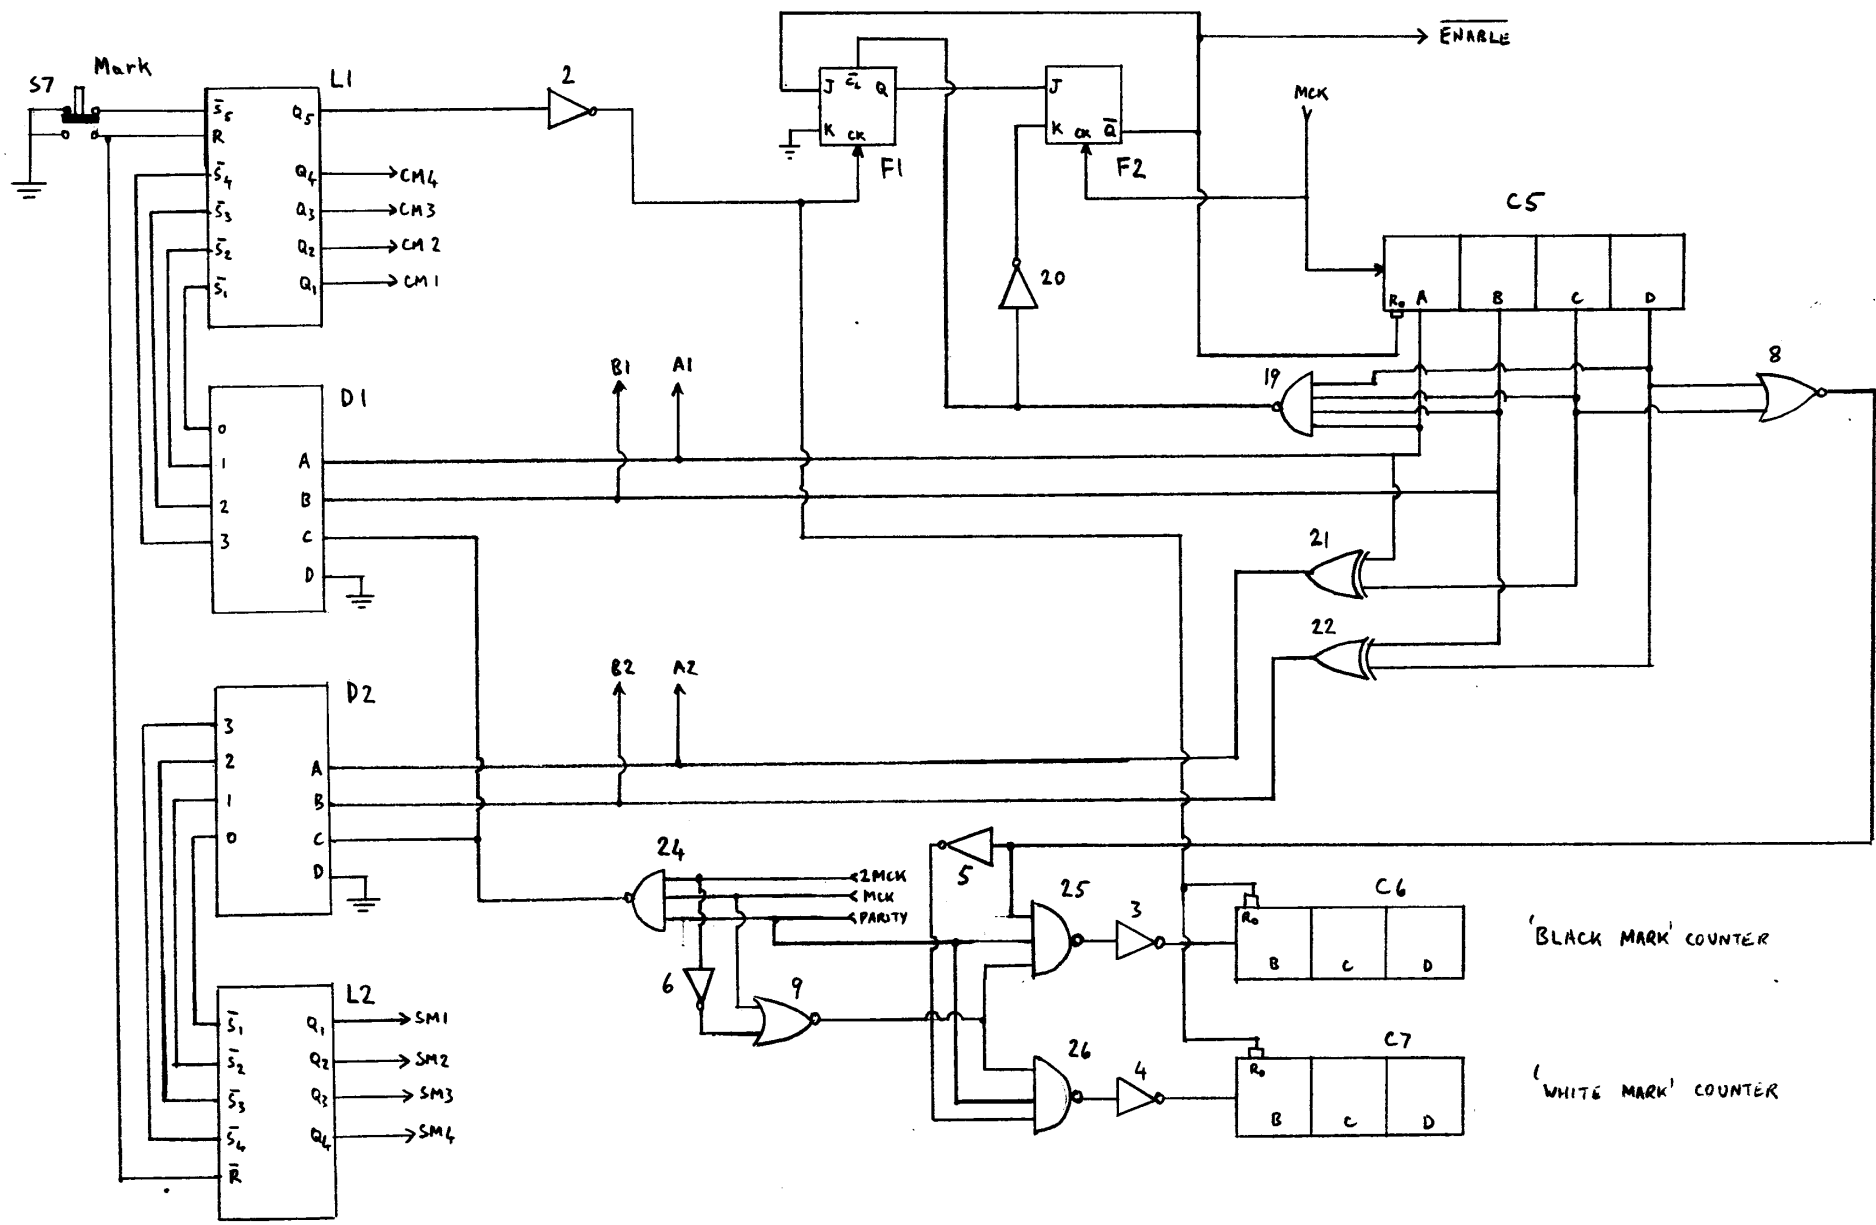 Mark
S7
L1
S̅5
R
S̅4
S̅3
S̅2
S̅1
Q5
Q4
Q3
Q2
Q1
CM4
CM3
CM2
CM1
2
J
C̅L
Q
K
CK
F1
J
K
CK
Q̅
F2
E̅N̅A̅B̅L̅E̅
MCK
20
C5
R0
A
B
C
D
19
8
D1
0
1
2
3
A
B
C
D
B1
A1
21
22
D2
3
2
1
0
A
B
C
D
B2
A2
24
2MCK
MCK
PARITY
5
6
9
25
3
26
4
C6
R0
B
C
D
'BLACK MARK' COUNTER
C7
R0
B
C
D
'WHITE MARK' COUNTER
L2
S̅1
S̅2
S̅3
S̅4
R̅
Q1
Q2
Q3
Q4
SM1
SM2
SM3
SM4